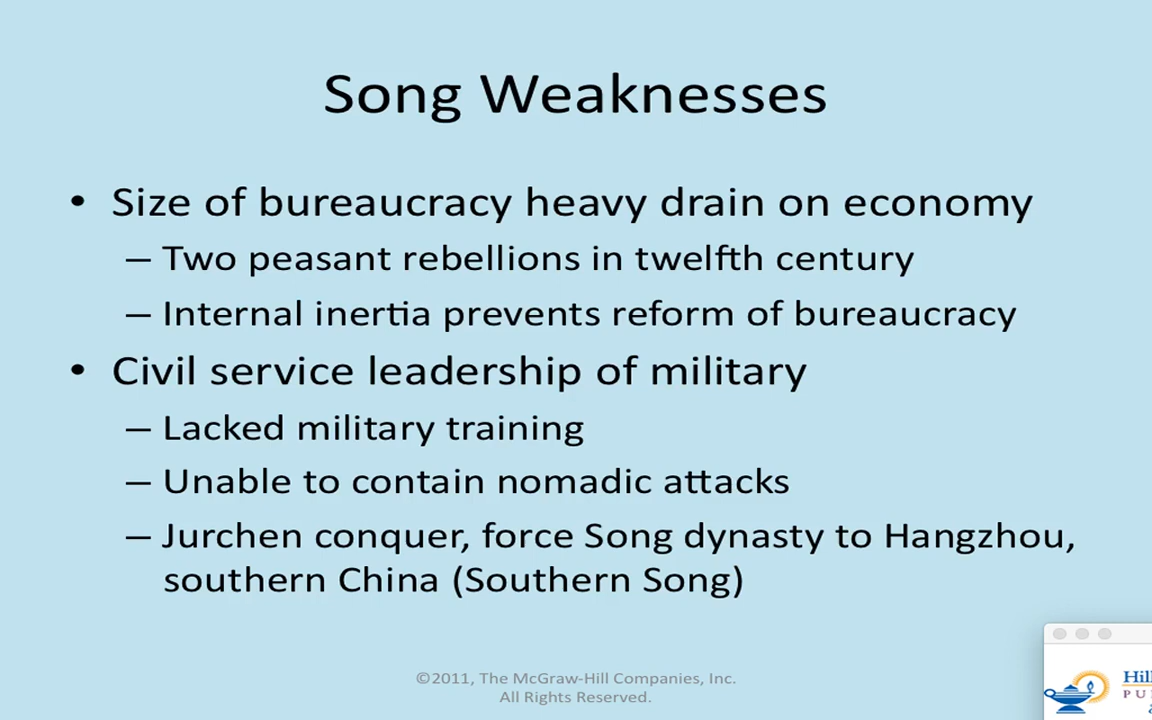 Song Weaknesses
• Size of bureaucracy heavy drain on economy
– Two peasant rebellions in twelfth century
– Internal inertia prevents reform of bureaucracy
• Civil service leadership of military
– Lacked military training
– Unable to contain nomadic attacks
– Jurchen conquer, force Song dynasty to Hangzhou,
southern China (Southern Song)
©2011, The McGraw-Hill Companies, Inc.
All Rights Reserved.